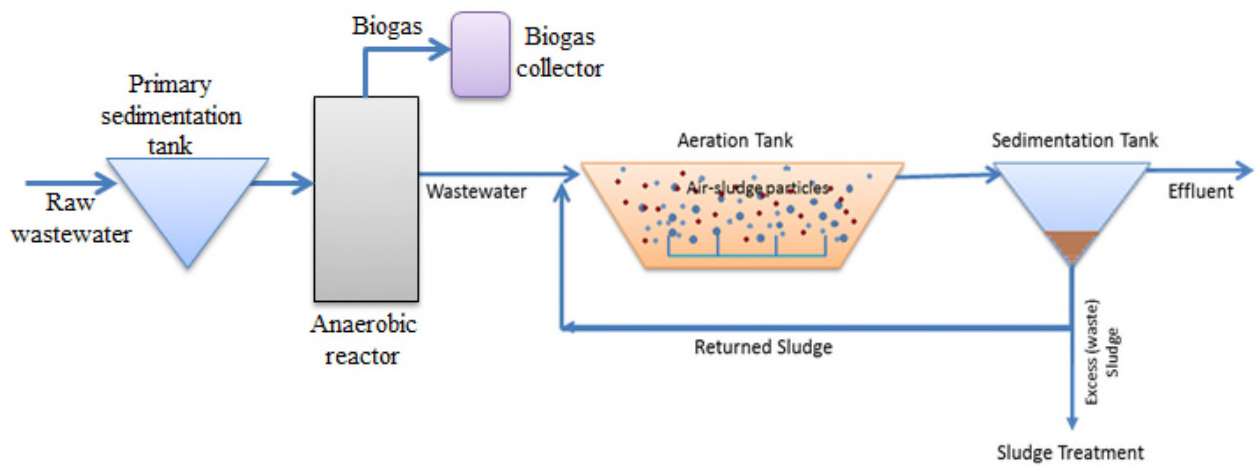 Biogas
Biogas
collector
Primary
sedimentation
tank
Raw
wastewater
Anaerobic
reactor
Wastewater
Aeration Tank
Air-sludge particles
Sedimentation Tank
Effluent
Returned Sludge
Excess (waste)
Sludge
Sludge Treatment